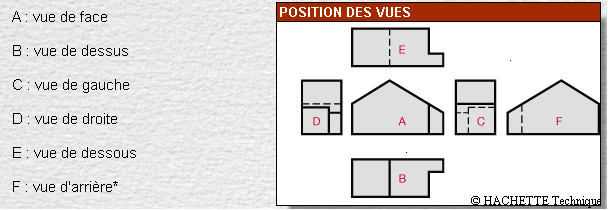 A : vue de face
B : vue de dessus
C : vue de gauche
D : vue de droite
E : vue de dessous
F : vue d'arrière*
POSITION DES VUES
E
D
A
C
F
B
© HACHETTE Technique